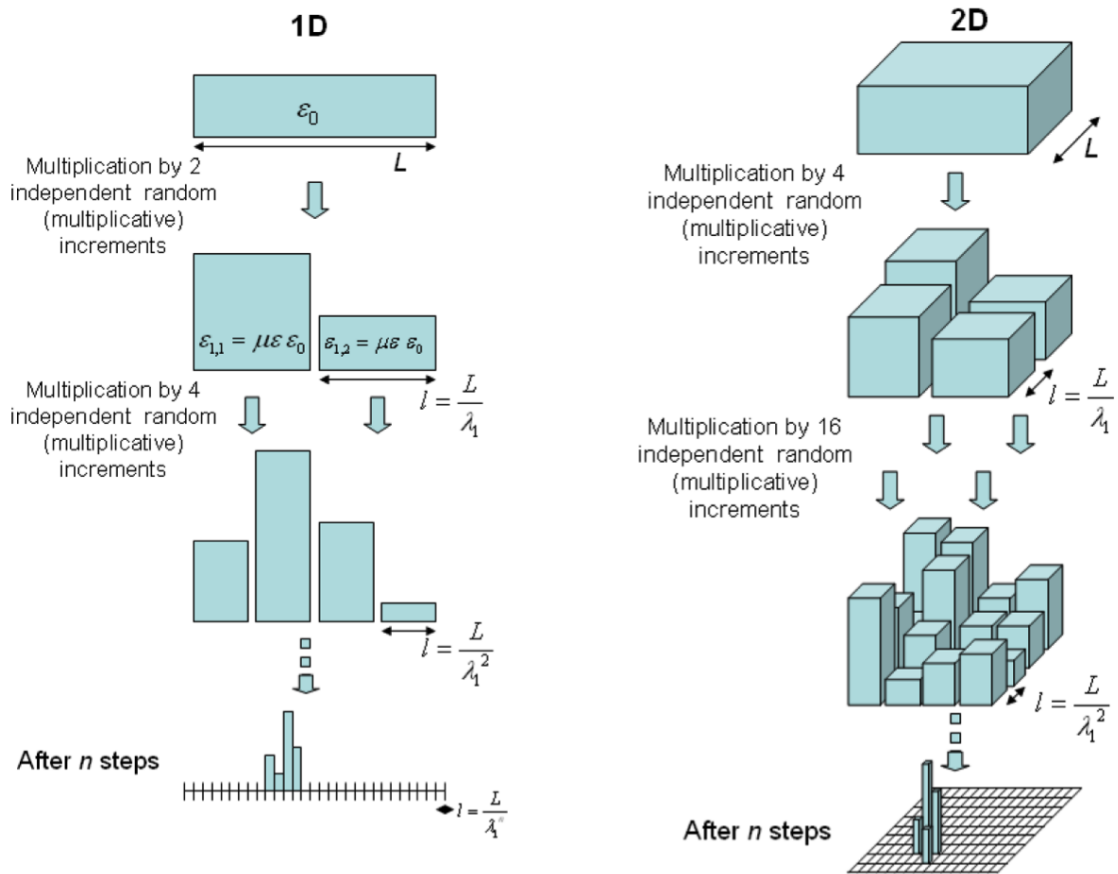 1D
ε₀
L
Multiplication by 2
independent random
(multiplicative)
increments
ε₁,₁ = με ε₀
ε₁,₂ = με ε₀
l = L/λ₁
Multiplication by 4
independent random
(multiplicative)
increments
l = L/λ₁²
After n steps
l = L/λ₁ⁿ
2D
L
Multiplication by 4
independent random
(multiplicative)
increments
l = L/λ₁
Multiplication by 16
independent random
(multiplicative)
increments
l = L/λ₁²
After n steps